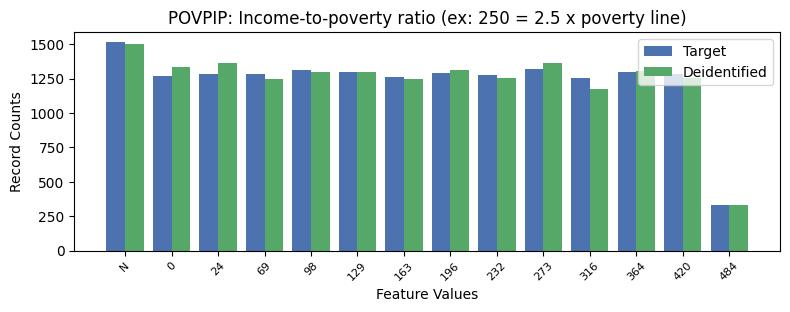 POVPIP: Income-to-poverty ratio (ex: 250 = 2.5 x poverty line)
Target
Deidentified
Record Counts
1500
1250
1000
750
500
250
0
N 0 24 69 98 129 163 196 232 273 316 364 420 484
Feature Values